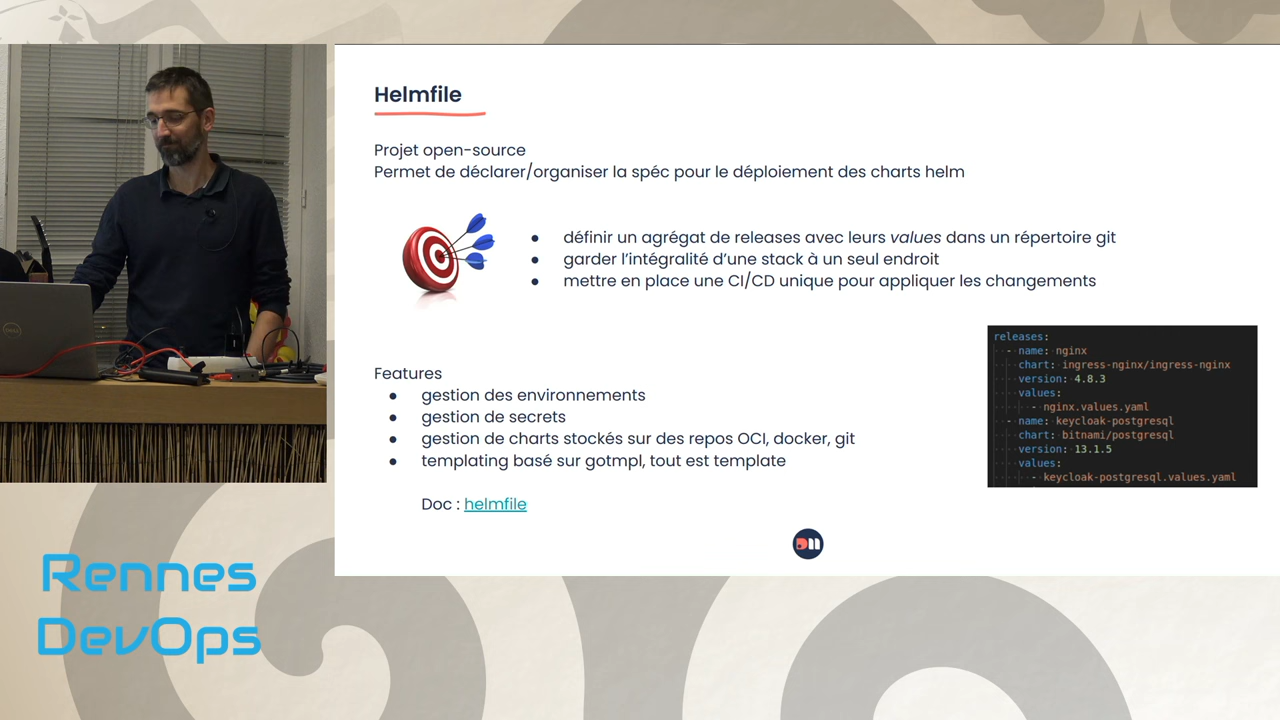 Helmfile
Projet open-source
Permet de déclarer/organiser la spéc pour le déploiement des charts helm
● définir un agrégat de releases avec leurs values dans un répertoire git
● garder l'intégralité d'une stack à un seul endroit
● mettre en place une CI/CD unique pour appliquer les changements
releases:
- name: nginx
chart: ingress-nginx/ingress-nginx
version: 4.8.3
values:
- nginx.values.yaml
- name: keycloak-postgresql
chart: bitnami/postgresql
version: 13.1.5
values:
- keycloak-postgresql.values.yaml
Features
● gestion des environnements
● gestion de secrets
● gestion de charts stockés sur des repos OCI, docker, git
● templating basé sur gotmpl, tout est template
Doc : helmfile
DELL
Rennes
DevOps